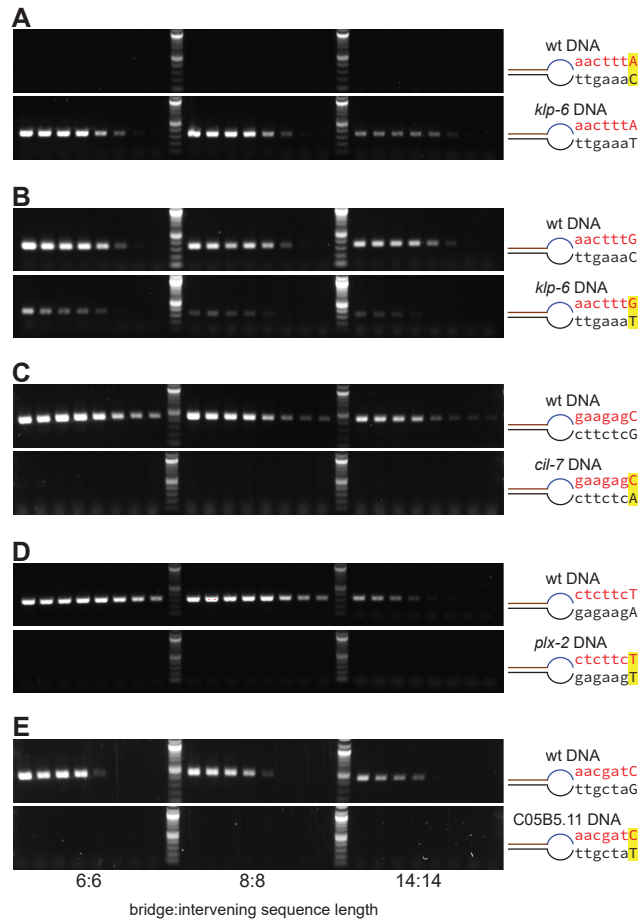 A
wt DNA
aactttA
ttgaaaC
klp-6 DNA
aactttA
ttgaaaT
B
wt DNA
aactttG
ttgaaaC
klp-6 DNA
aactttG
ttgaaaT
C
wt DNA
gaagagC
cttctcG
cil-7 DNA
gaagagC
cttctcA
D
wt DNA
ctcttcT
gagaagA
plx-2 DNA
ctcttcT
gagaagT
E
wt DNA
aacgatC
ttgctaG
C05B5.11 DNA
aacgatC
ttgctaT
6:6 8:8 14:14
bridge:intervening sequence length